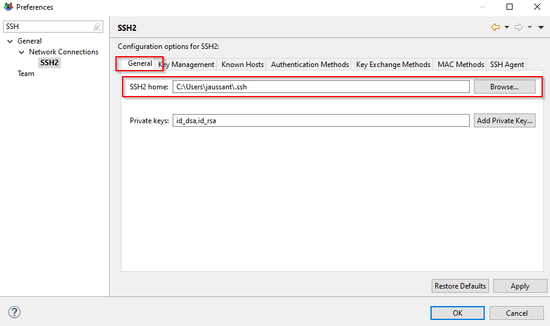 Preferences
SSH
General
Network Connections
SSH2
Team
SSH2
Configuration options for SSH2:
General Key Management Known Hosts Authentication Methods Key Exchange Methods MAC Methods SSH Agent
SSH2 home: C:\Users\jaussant\.ssh Browse...
Private keys: id_dsa,id_rsa Add Private Key...
Restore Defaults Apply
? OK Cancel